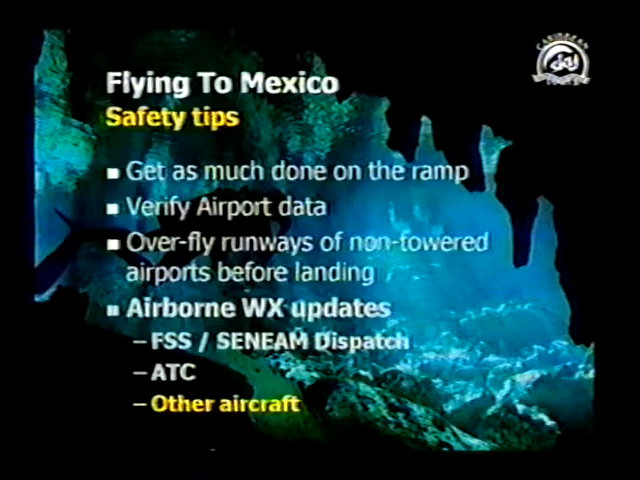 CARIBBEAN
Flying To Mexico
Safety tips
Get as much done on the ramp
Verify Airport data
Over-fly runways of non-towered
airports before landing
Airborne WX updates
– FSS / SENEAM Dispatch
– ATC
– Other aircraft